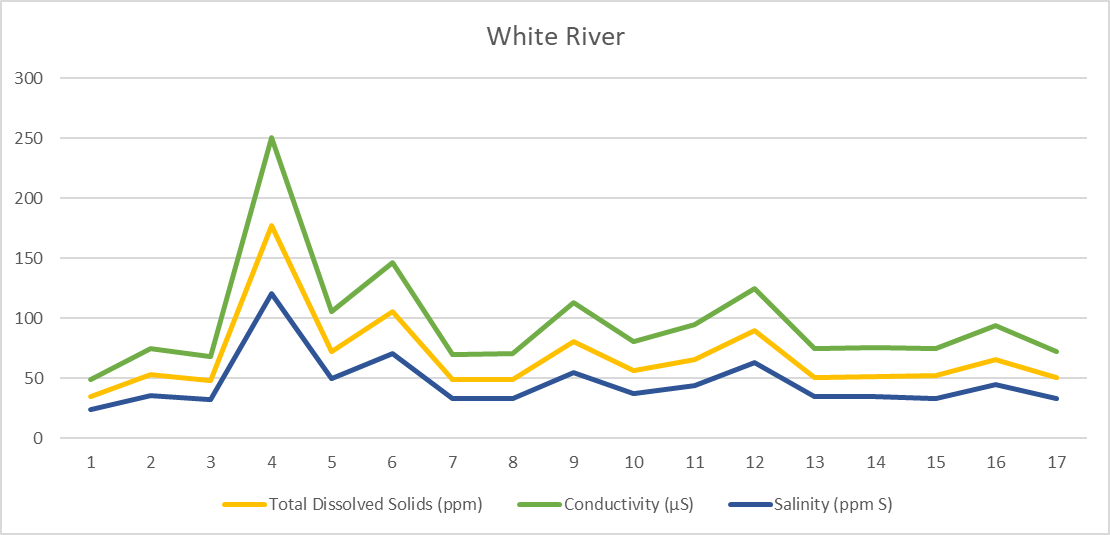 White River
300
250
200
150
100
50
0
1 2 3 4 5 6 7 8 9 10 11 12 13 14 15 16 17
Total Dissolved Solids (ppm) Conductivity (µS) Salinity (ppm S)